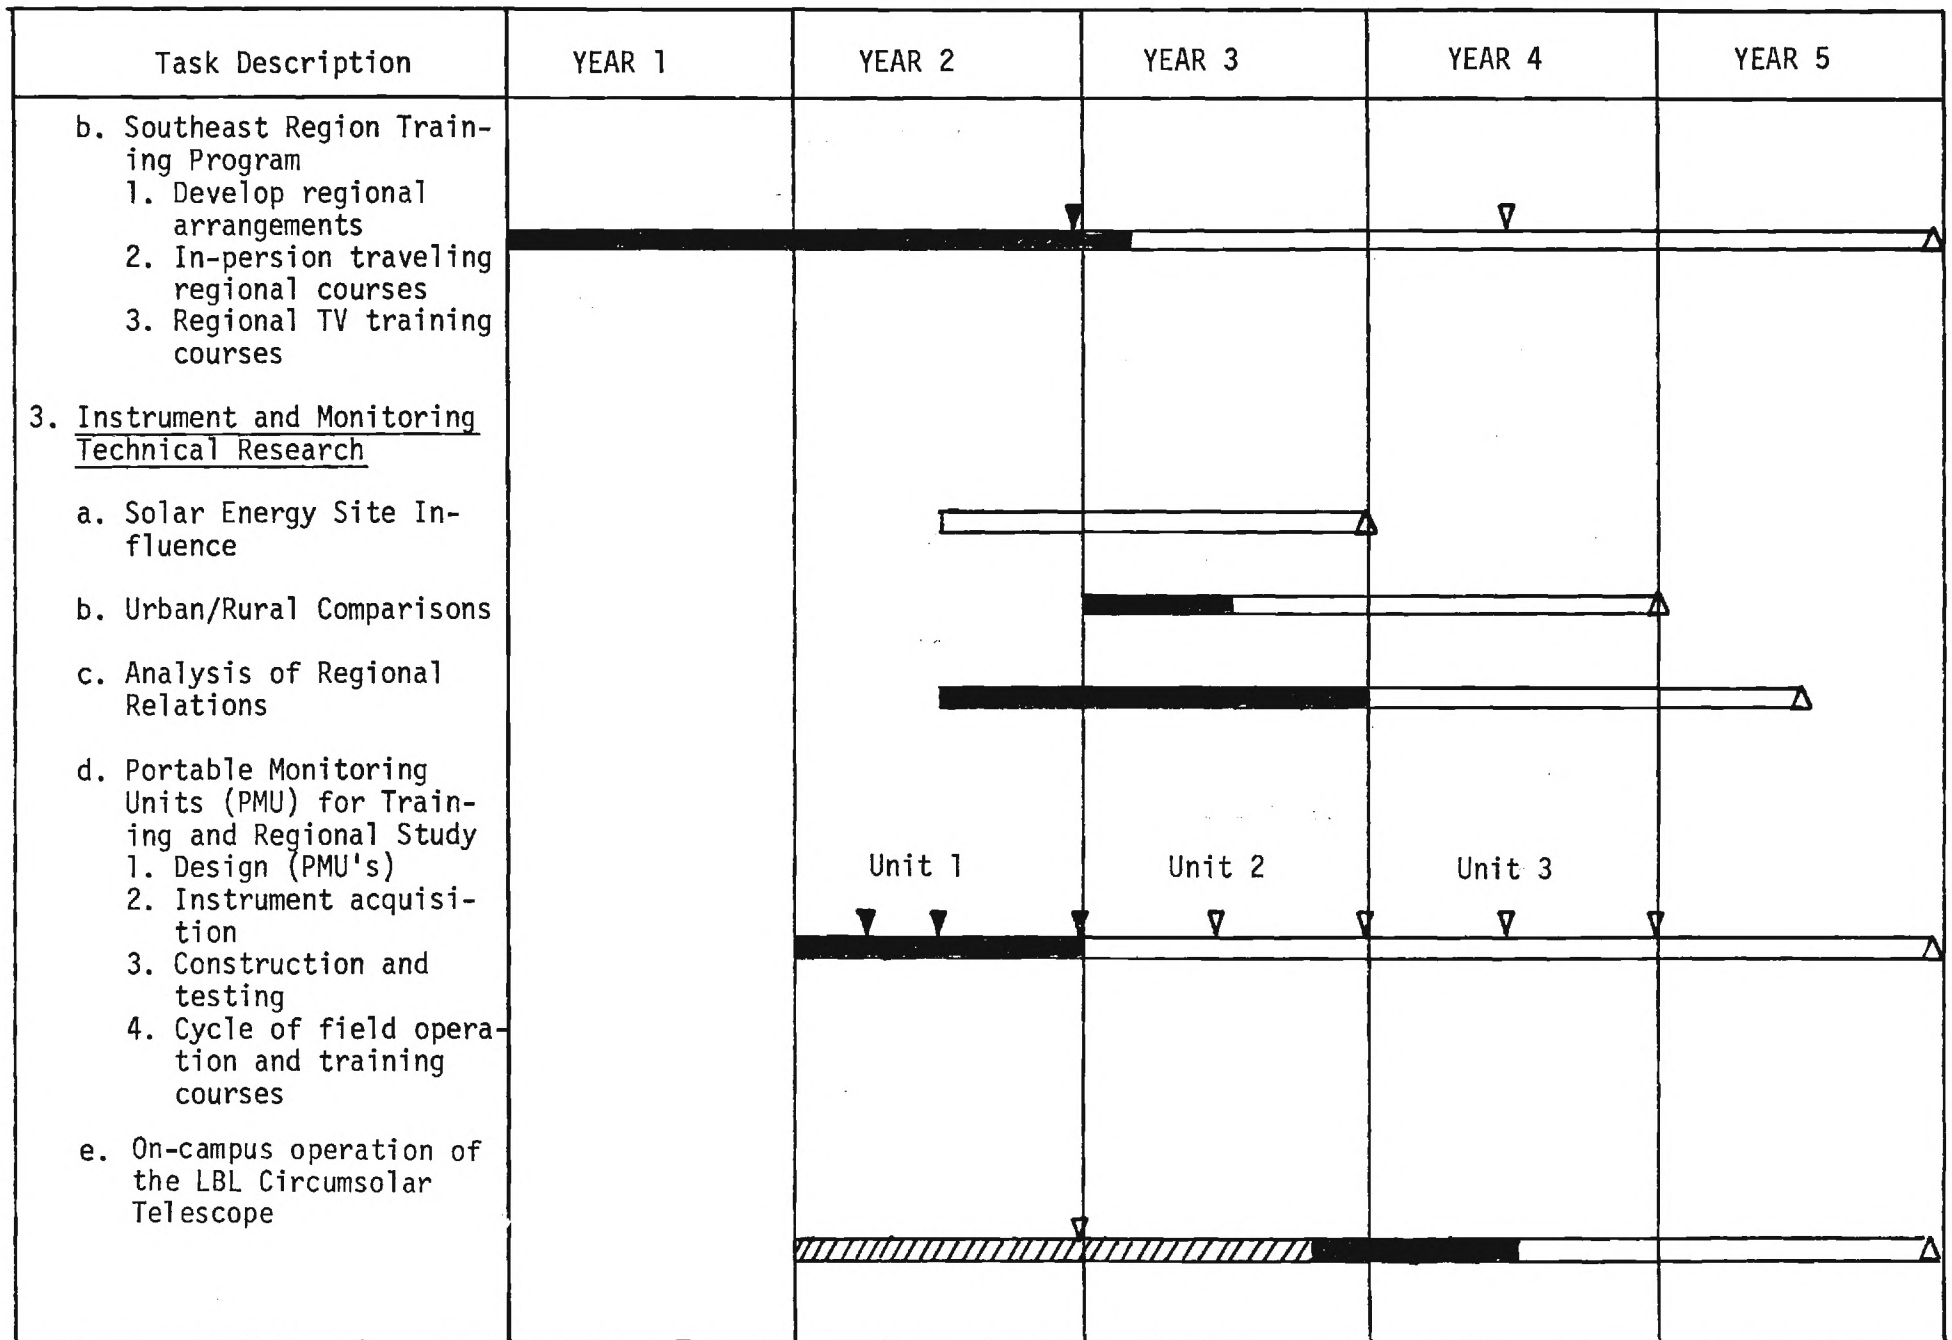 Task Description YEAR 1 YEAR 2 YEAR 3 YEAR 4 YEAR 5
b. Southeast Region Train-
ing Program
1. Develop regional
arrangements
2. In-persion traveling
regional courses
3. Regional TV training
courses
3. Instrument and Monitoring
Technical Research
a. Solar Energy Site In-
fluence
b. Urban/Rural Comparisons
c. Analysis of Regional
Relations
d. Portable Monitoring
Units (PMU) for Train-
ing and Regional Study
1. Design (PMU's)
Unit 1 Unit 2 Unit 3
2. Instrument acquisi-
tion
3. Construction and
testing
4. Cycle of field opera-
tion and training
courses
e. On-campus operation of
the LBL Circumsolar
Telescope